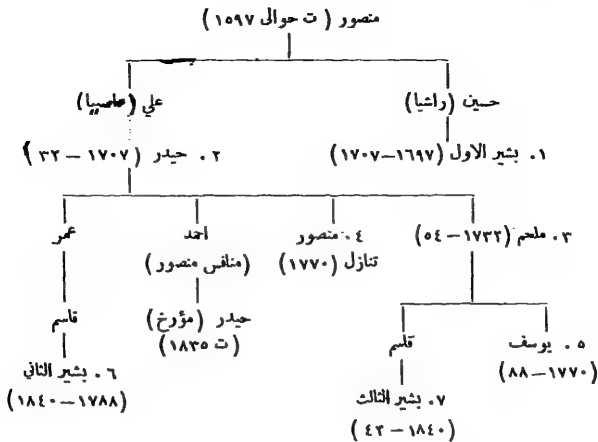 منصور (ت حوالى ١٥٩٧)
حسين (راشيا)
علي (حاصبيا)
١. بشير الاول (١٦٩٧-١٧٠٧)
٢. حيدر (١٧٠٧-٣٢)
٣. ملحم (١٧٣٢-٥٤)
٤. منصور
تنازل (١٧٧٠)
احمد
(منافس منصور)
عمر
حيدر (مؤرخ)
(ت ١٨٣٥)
قاسم
٥. يوسف
(١٧٧٠-٨٨)
قاسم
٦. بشير الثاني
(١٧٨٨-١٨٤٠)
٧. بشير الثالث
(١٨٤٠-٤٢)